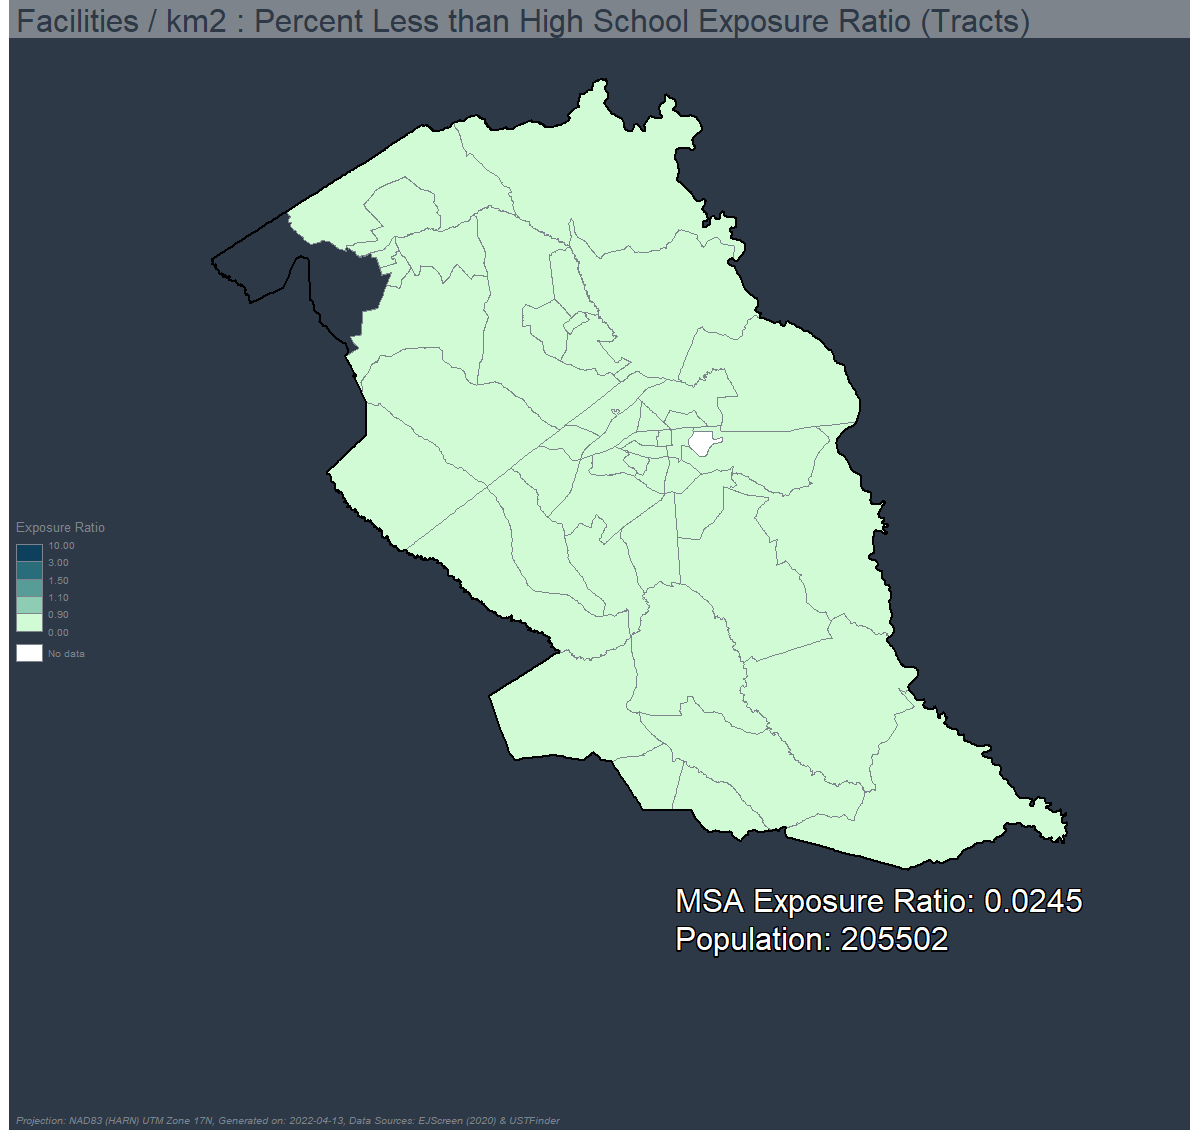 Facilities / km2 : Percent Less than High School Exposure Ratio (Tracts)
Exposure Ratio
10.00
3.00
1.50
1.10
0.90
0.00
No data
MSA Exposure Ratio: 0.0245
Population: 205502
Projection: NAD83 (HARN) UTM Zone 17N, Generated on: 2022-04-13, Data Sources: EJScreen (2020) & USTFinder